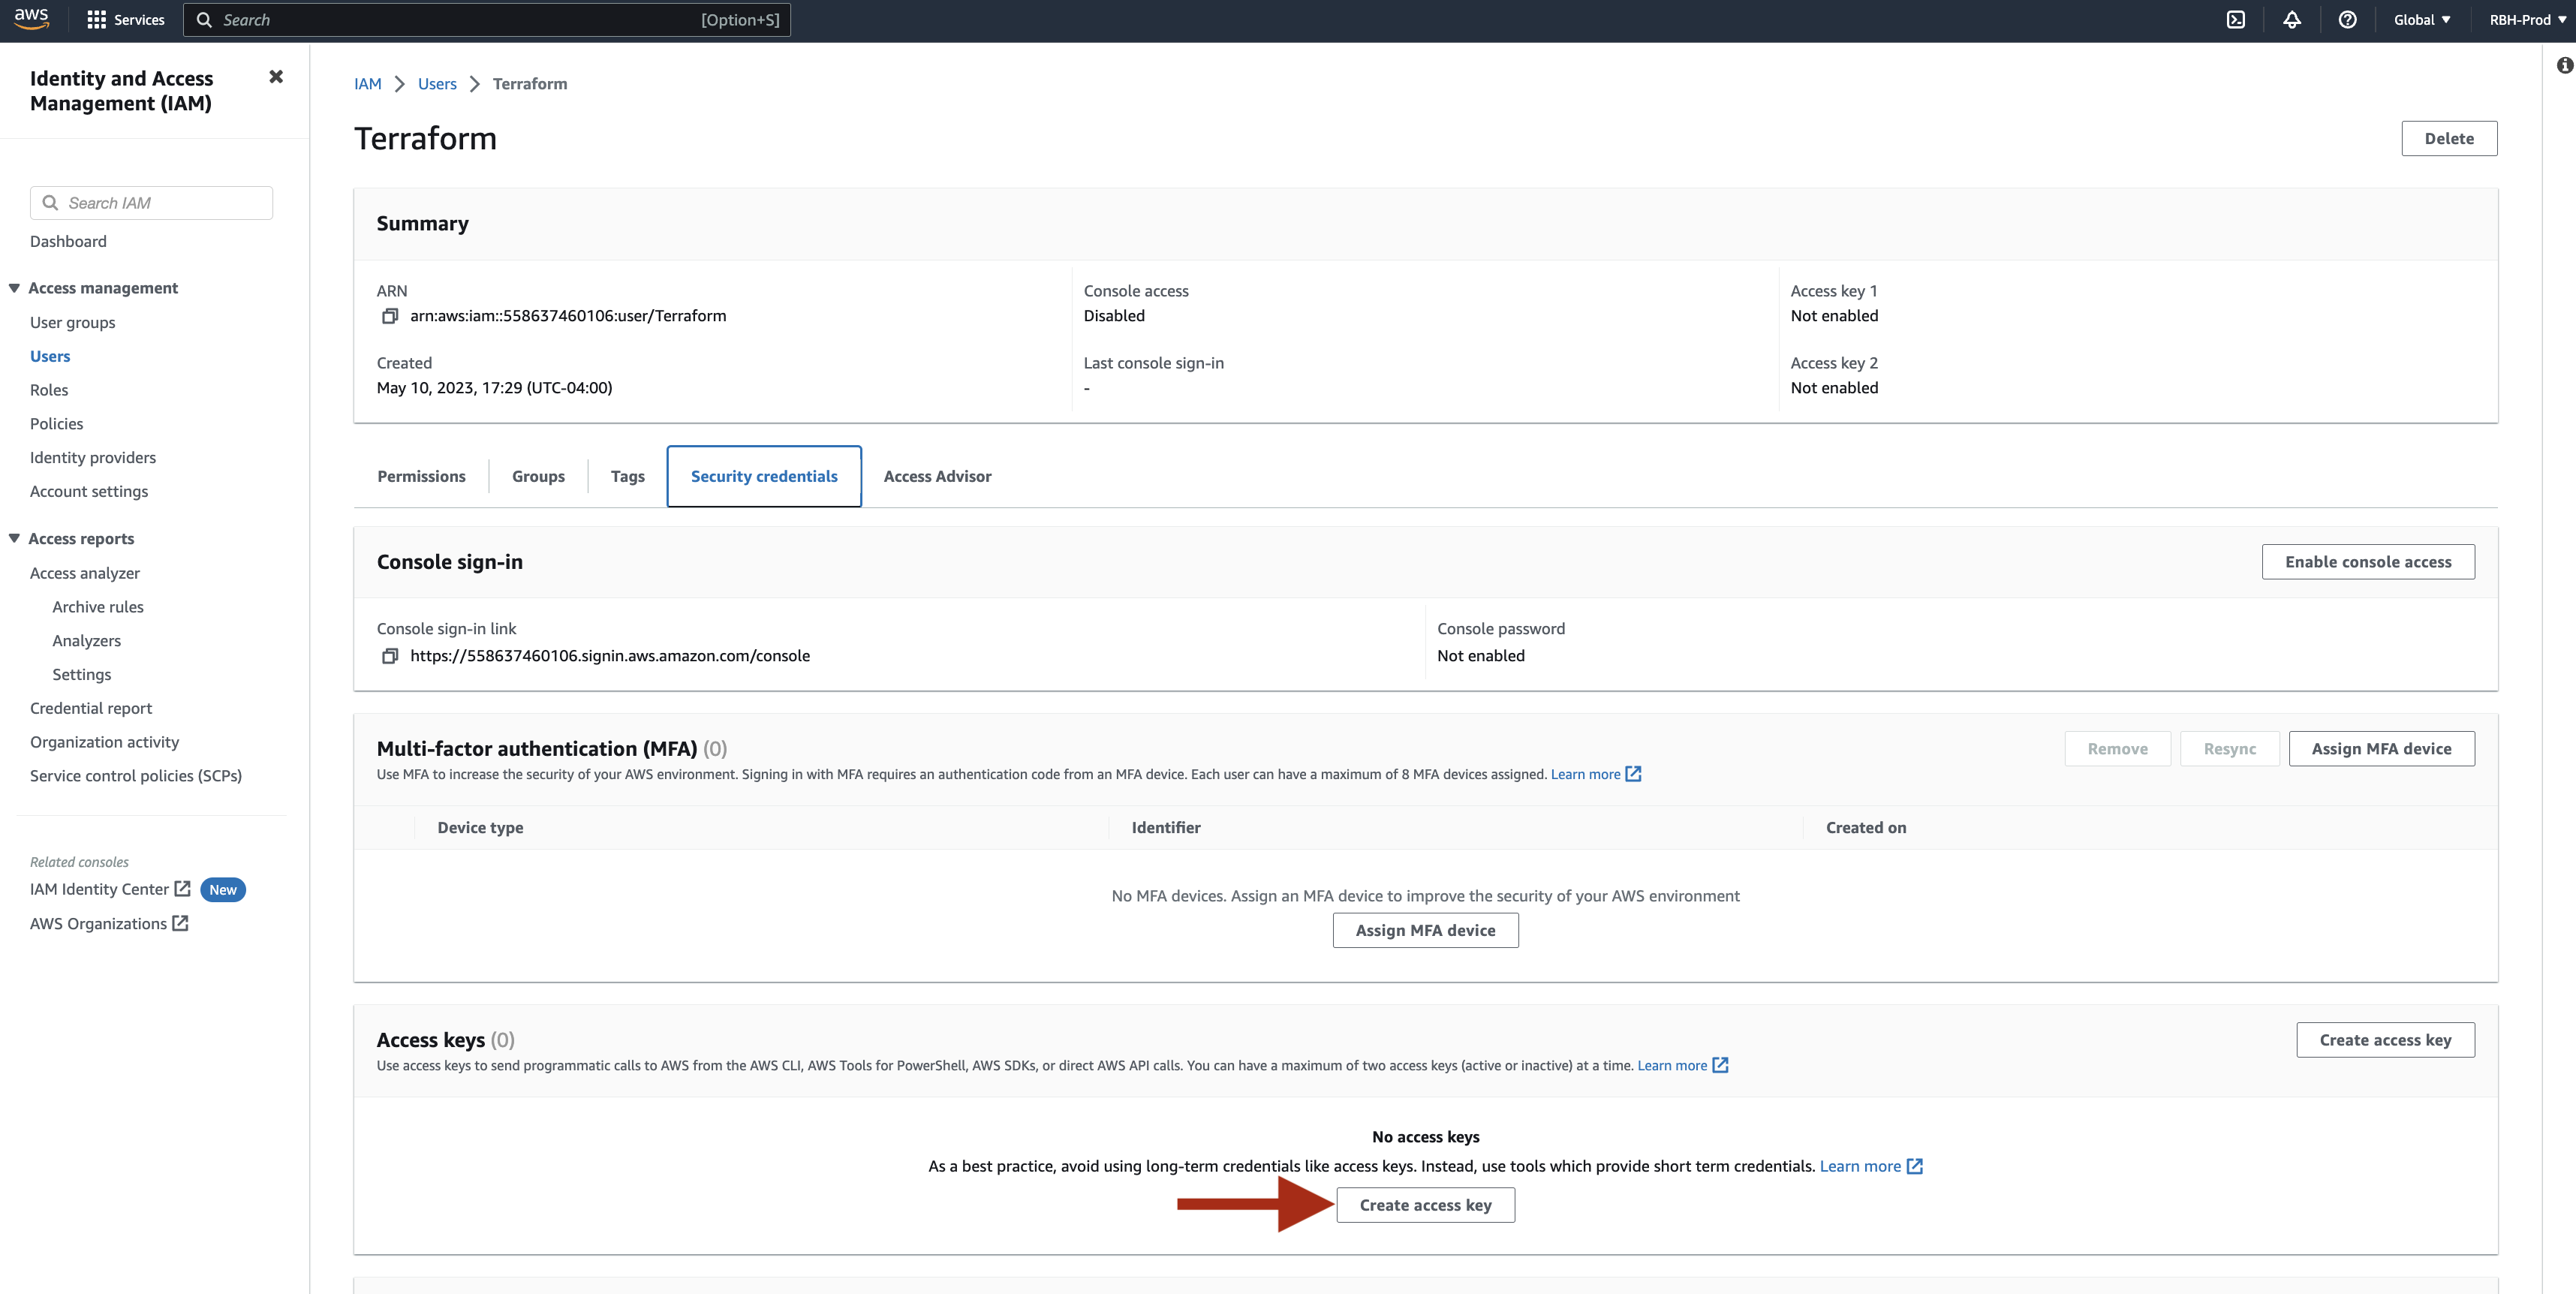 aws
Services
Search
[Option+S]
Global
RBH-Prod
Identity and Access
Management (IAM)
Search IAM
Dashboard
Access management
User groups
Users
Roles
Policies
Identity providers
Account settings
Access reports
Access analyzer
Archive rules
Analyzers
Settings
Credential report
Organization activity
Service control policies (SCPs)
Related consoles
IAM Identity Center New
AWS Organizations
IAM > Users > Terraform
Terraform
Delete
Summary
ARN
arn:aws:iam::558637460106:user/Terraform
Created
May 10, 2023, 17:29 (UTC-04:00)
Console access
Disabled
Last console sign-in
-
Access key 1
Not enabled
Access key 2
Not enabled
Permissions
Groups
Tags
Security credentials
Access Advisor
Console sign-in
Enable console access
Console sign-in link
https://558637460106.signin.aws.amazon.com/console
Console password
Not enabled
Multi-factor authentication (MFA) (0)
Use MFA to increase the security of your AWS environment. Signing in with MFA requires an authentication code from an MFA device. Each user can have a maximum of 8 MFA devices assigned. Learn more
Remove
Resync
Assign MFA device
Device type
Identifier
Created on
No MFA devices. Assign an MFA device to improve the security of your AWS environment
Assign MFA device
Access keys (0)
Use access keys to send programmatic calls to AWS from the AWS CLI, AWS Tools for PowerShell, AWS SDKs, or direct AWS API calls. You can have a maximum of two access keys (active or inactive) at a time. Learn more
Create access key
No access keys
As a best practice, avoid using long-term credentials like access keys. Instead, use tools which provide short term credentials. Learn more
Create access key